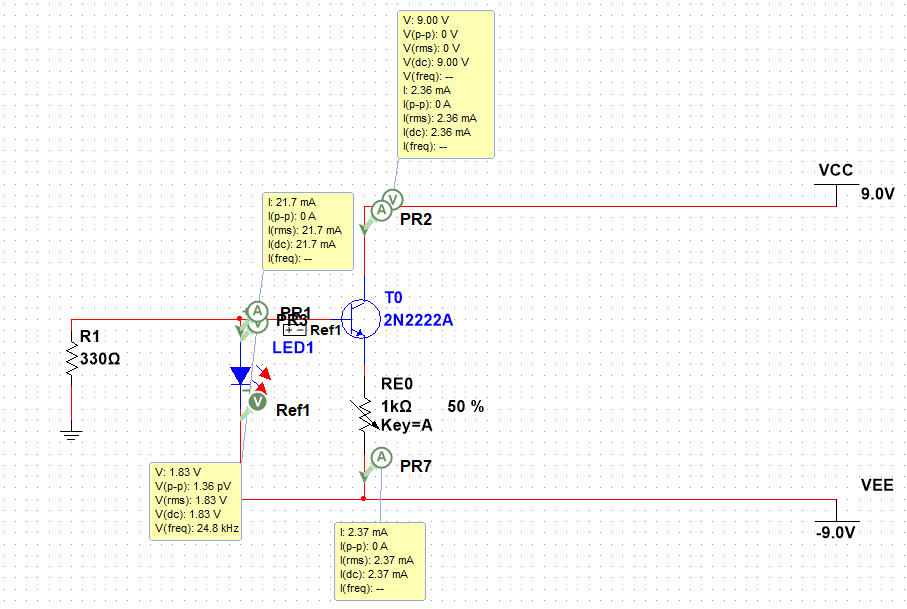 V: 9.00 V
V(p-p): 0 V
V(rms): 0 V
V(dc): 9.00 V
V(freq): --
I: 2.36 mA
I(p-p): 0 A
I(rms): 2.36 mA
I(dc): 2.36 mA
I(freq): --
VCC
9.0V
I: 21.7 mA
I(p-p): 0 A
I(rms): 21.7 mA
I(dc): 21.7 mA
I(freq): --
V
A
PR2
T0
2N2222A
A
V
PR1
PR3
+ -
Ref1
LED1
R1
330Ω
RE0
1kΩ
50 %
Key=A
V
Ref1
A
PR7
V: 1.83 V
V(p-p): 1.36 pV
V(rms): 1.83 V
V(dc): 1.83 V
V(freq): 24.8 kHz
VEE
-9.0V
I: 2.37 mA
I(p-p): 0 A
I(rms): 2.37 mA
I(dc): 2.37 mA
I(freq): --